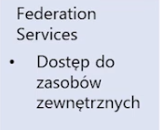 Federation
Services
• Dostęp do
zasobów
zewnętrznych